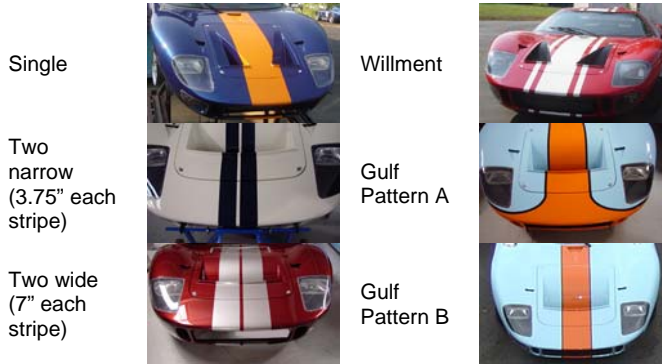 Single
Willment
Two
narrow
(3.75” each
stripe)
Gulf
Pattern A
Two wide
(7” each
stripe)
Gulf
Pattern B